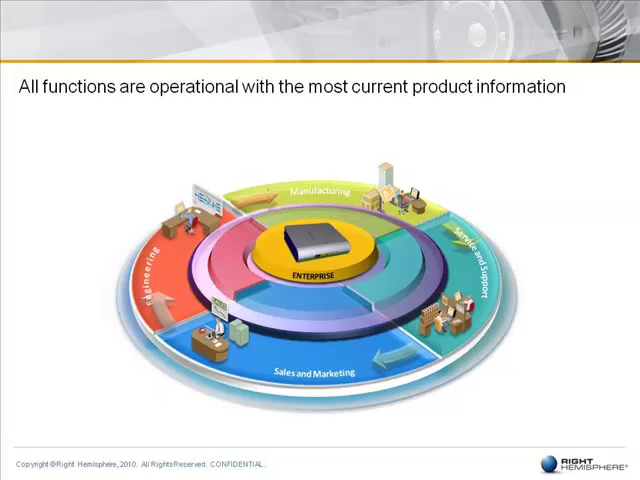 All functions are operational with the most current product information
Manufacturing
Engineering
Service and Support
ENTERPRISE
Sales and Marketing
Copyright © Right Hemisphere, 2010. All Rights Reserved. CONFIDENTIAL.
RIGHT
HEMISPHERE®